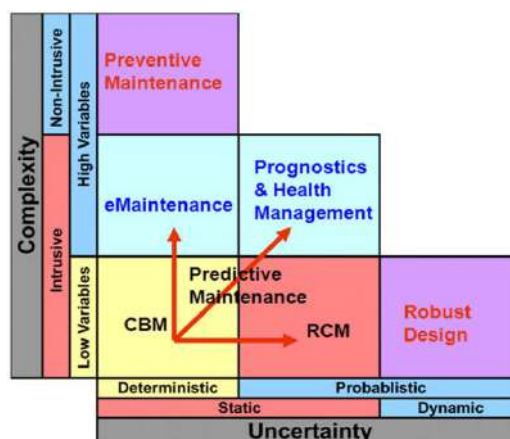 Complexity
Non-Intrusive
Intrusive
High Variables
Low Variables
Preventive
Maintenance
eMaintenance
Prognostics
& Health
Management
Predictive
Maintenance
CBM
RCM
Robust
Design
Deterministic
Probablistic
Static
Dynamic
Uncertainty